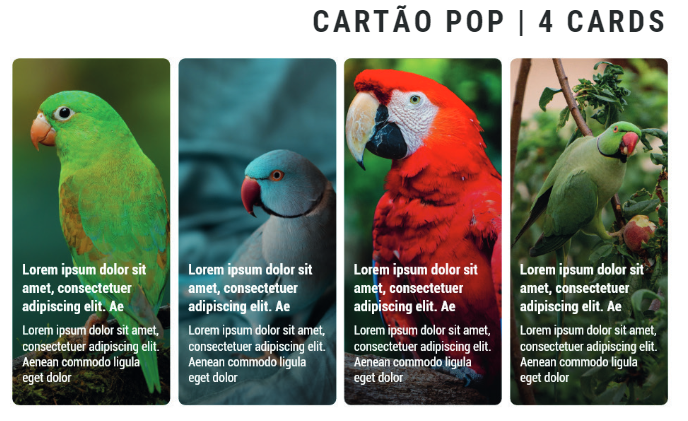 CARTÃO POP | 4 CARDS
Lorem ipsum dolor sit
amet, consectetuer
adipiscing elit. Ae
Lorem ipsum dolor sit amet,
consectetuer adipiscing elit.
Aenean commodo ligula
eget dolor
Lorem ipsum dolor sit
amet, consectetuer
adipiscing elit. Ae
Lorem ipsum dolor sit amet,
consectetuer adipiscing elit.
Aenean commodo ligula
eget dolor
Lorem ipsum dolor sit
amet, consectetuer
adipiscing elit. Ae
Lorem ipsum dolor sit amet,
consectetuer adipiscing elit.
Aenean commodo ligula
eget dolor
Lorem ipsum dolor sit
amet, consectetuer
adipiscing elit. Ae
Lorem ipsum dolor sit amet,
consectetuer adipiscing elit.
Aenean commodo ligula
eget dolor